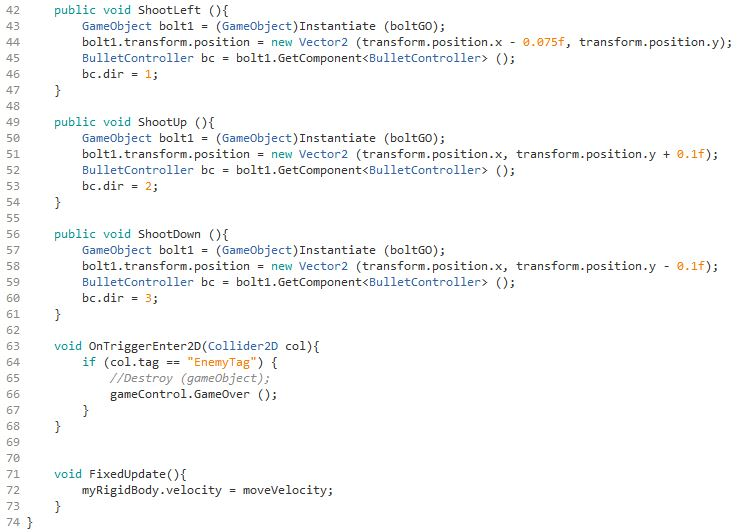 42 public void ShootLeft (){
43 GameObject bolt1 = (GameObject)Instantiate (boltGO);
44 bolt1.transform.position = new Vector2 (transform.position.x - 0.075f, transform.position.y);
45 BulletController bc = bolt1.GetComponent<BulletController> ();
46 bc.dir = 1;
47 }
48
49 public void ShootUp (){
50 GameObject bolt1 = (GameObject)Instantiate (boltGO);
51 bolt1.transform.position = new Vector2 (transform.position.x, transform.position.y + 0.1f);
52 BulletController bc = bolt1.GetComponent<BulletController> ();
53 bc.dir = 2;
54 }
55
56 public void ShootDown (){
57 GameObject bolt1 = (GameObject)Instantiate (boltGO);
58 bolt1.transform.position = new Vector2 (transform.position.x, transform.position.y - 0.1f);
59 BulletController bc = bolt1.GetComponent<BulletController> ();
60 bc.dir = 3;
61 }
62
63 void OnTriggerEnter2D(Collider2D col){
64 if (col.tag == "EnemyTag") {
65 //Destroy (gameObject);
66 gameControl.GameOver ();
67 }
68 }
69
70
71 void FixedUpdate(){
72 myRigidBody.velocity = moveVelocity;
73 }
74 }